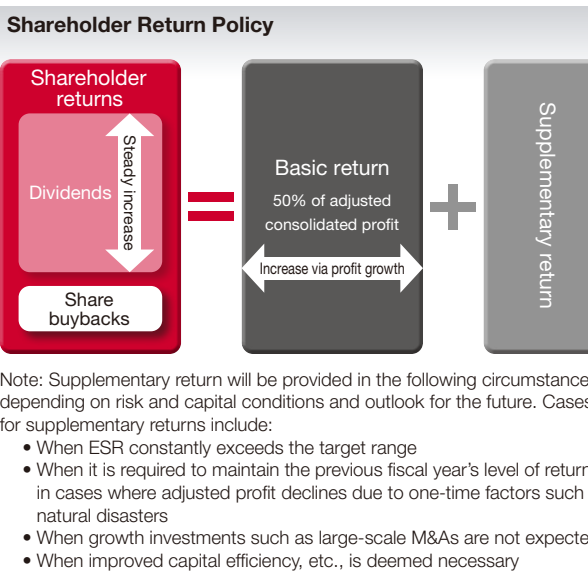 Shareholder Return Policy
Shareholder
returns
Dividends
Steady increase
Share
buybacks
=
Basic return
50% of adjusted
consolidated profit
Increase via profit growth
+
Supplementary return
Note: Supplementary return will be provided in the following circumstance
depending on risk and capital conditions and outlook for the future. Cases
for supplementary returns include:
• When ESR constantly exceeds the target range
• When it is required to maintain the previous fiscal year’s level of return
in cases where adjusted profit declines due to one-time factors such
natural disasters
• When growth investments such as large-scale M&As are not expecte
• When improved capital efficiency, etc., is deemed necessary